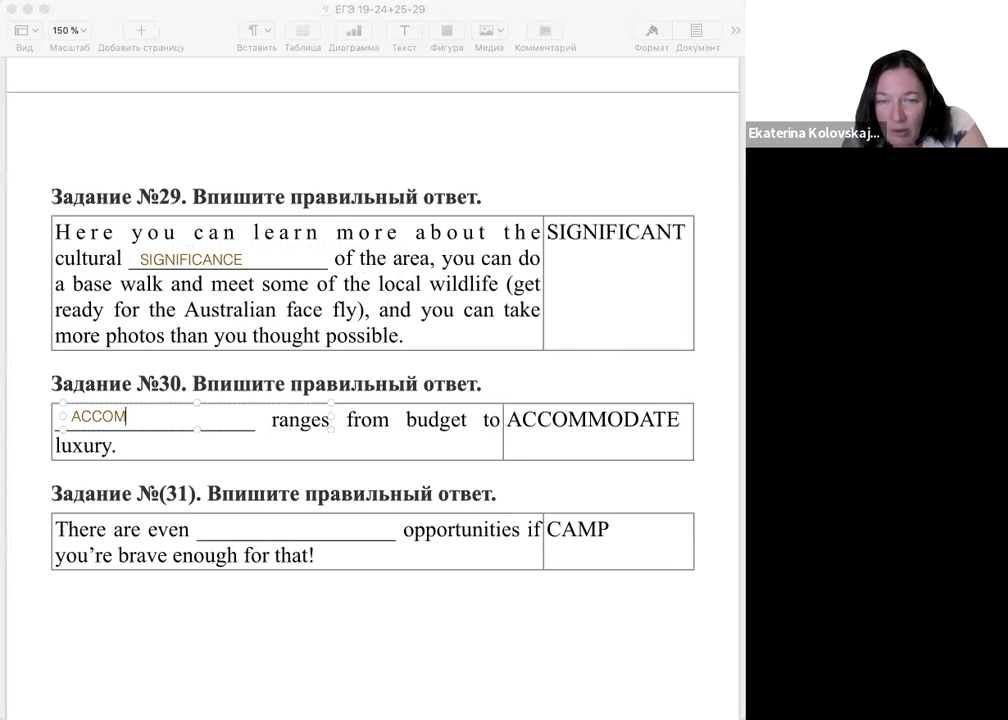 ЕГЭ 19-24+25-29
150 %
Вид
Масштаб
Добавить страницу
Вставить
Таблица
Диаграмма
Текст
Фигура
Медиа
Комментарий
Формат
Документ
Ekaterina Kolovskaj...
Задание №29. Впишите правильный ответ.
Here you can learn more about the SIGNIFICANT
cultural SIGNIFICANCE of the area, you can do
a base walk and meet some of the local wildlife (get
ready for the Australian face fly), and you can take
more photos than you thought possible.
Задание №30. Впишите правильный ответ.
ACCOM ranges from budget to ACCOMMODATE
luxury.
Задание №(31). Впишите правильный ответ.
There are even ____________________ opportunities if CAMP
you’re brave enough for that!